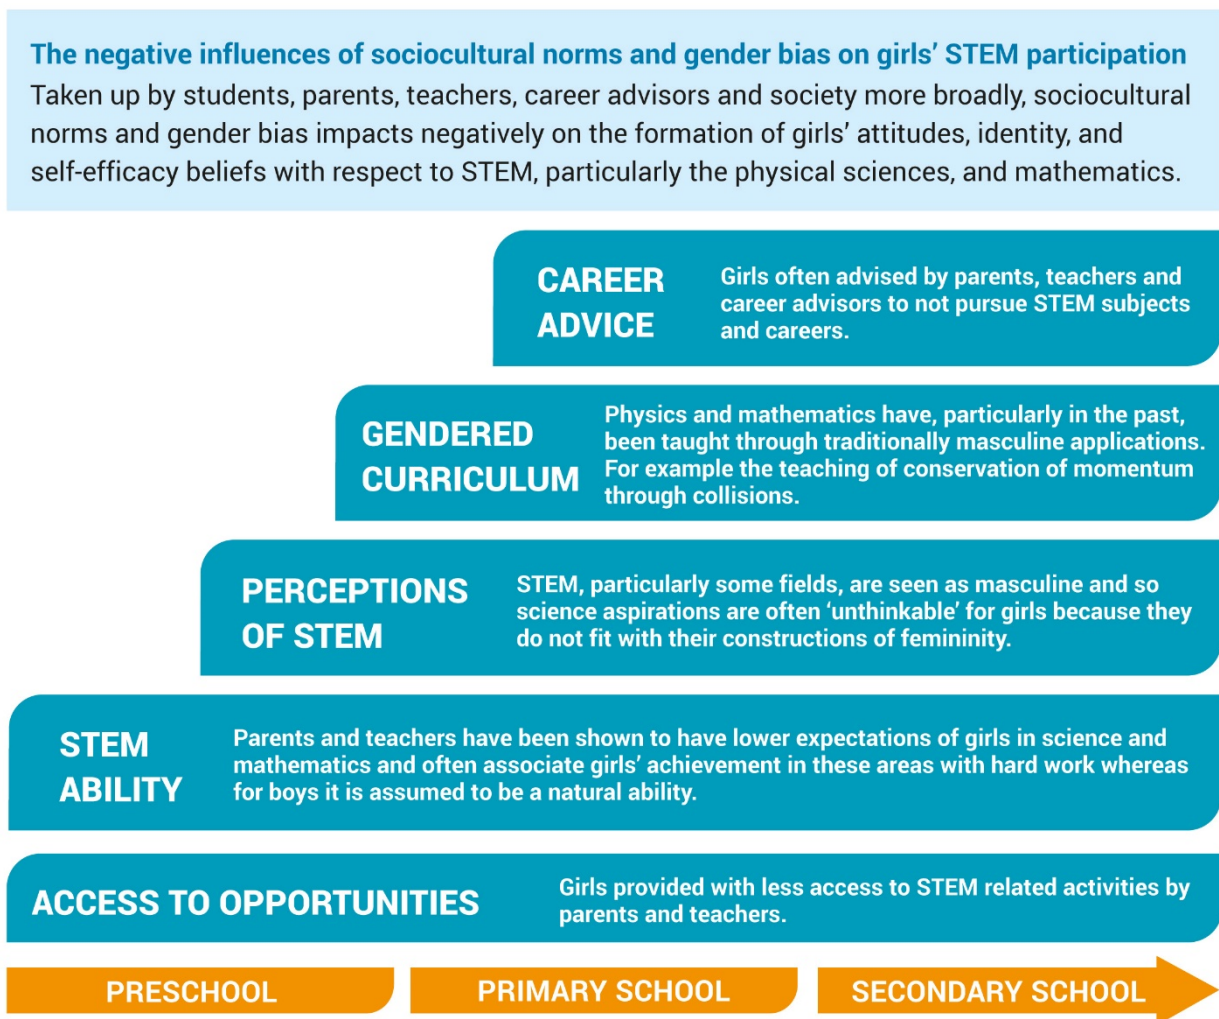 The negative influences of sociocultural norms and gender bias on girls’ STEM participation
Taken up by students, parents, teachers, career advisors and society more broadly, sociocultural
norms and gender bias impacts negatively on the formation of girls’ attitudes, identity, and
self-efficacy beliefs with respect to STEM, particularly the physical sciences, and mathematics.
CAREER
ADVICE
Girls often advised by parents, teachers and
career advisors to not pursue STEM subjects
and careers.
GENDERED
CURRICULUM
Physics and mathematics have, particularly in the past,
been taught through traditionally masculine applications.
For example the teaching of conservation of momentum
through collisions.
PERCEPTIONS
OF STEM
STEM, particularly some fields, are seen as masculine and so
science aspirations are often ‘unthinkable’ for girls because they
do not fit with their constructions of femininity.
STEM
ABILITY
Parents and teachers have been shown to have lower expectations of girls in science and
mathematics and often associate girls’ achievement in these areas with hard work whereas
for boys it is assumed to be a natural ability.
ACCESS TO OPPORTUNITIES
Girls provided with less access to STEM related activities by
parents and teachers.
PRESCHOOL
PRIMARY SCHOOL
SECONDARY SCHOOL